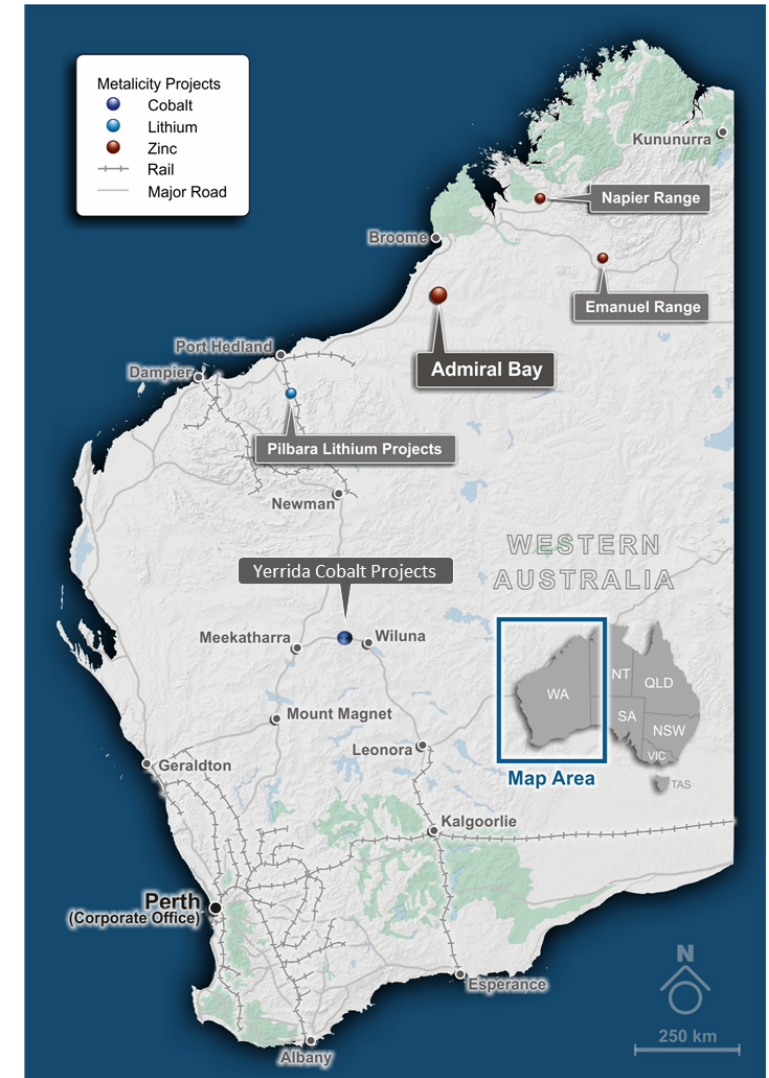 Metalicity Projects
Cobalt
Lithium
Zinc
Rail
Major Road
Kununurra
Napier Range
Broome
Emanuel Range
Port Hedland
Admiral Bay
Dampier
Pilbara Lithium Projects
Newman
WESTERN
AUSTRALIA
Yerrida Cobalt Projects
Meekatharra
Wiluna
NT
QLD
WA
SA
NSW
VIC
TAS
Map Area
Mount Magnet
Leonora
Geraldton
Kalgoorlie
Perth
(Corporate Office)
Esperance
N
250 km
Albany